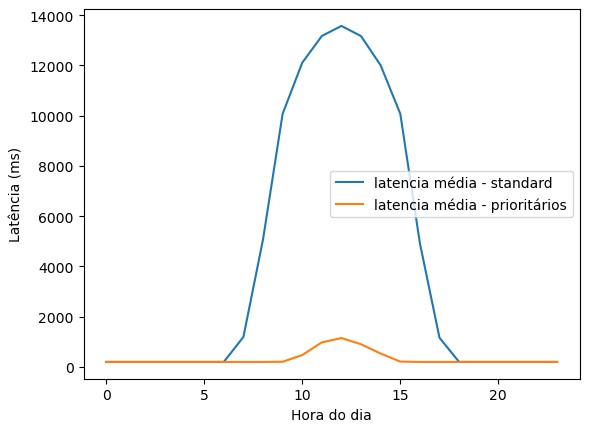 14000
12000
10000
8000
6000
4000
2000
0
Latência (ms)
latencia média - standard
latencia média - prioritários
0 5 10 15 20
Hora do dia